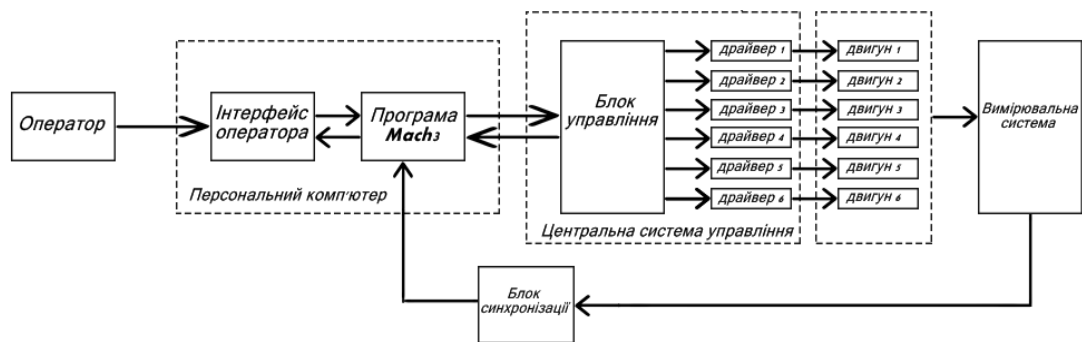 Оператор
Інтерфейс
оператора
Програма
Mach3
Персональний комп'ютер
Блок
управління
драйвер 1
драйвер 2
драйвер 3
драйвер 4
драйвер 5
драйвер 6
Центральна система управління
двигун 1
двигун 2
двигун 3
двигун 4
двигун 5
двигун 6
Вимірювальна
система
Блок
синхронізації